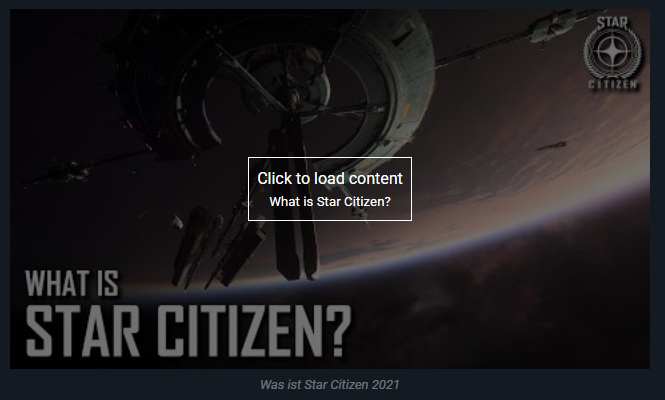 STAR
CITIZEN
Click to load content
What is Star Citizen?
WHAT IS
STAR CITIZEN?
Was ist Star Citizen 2021